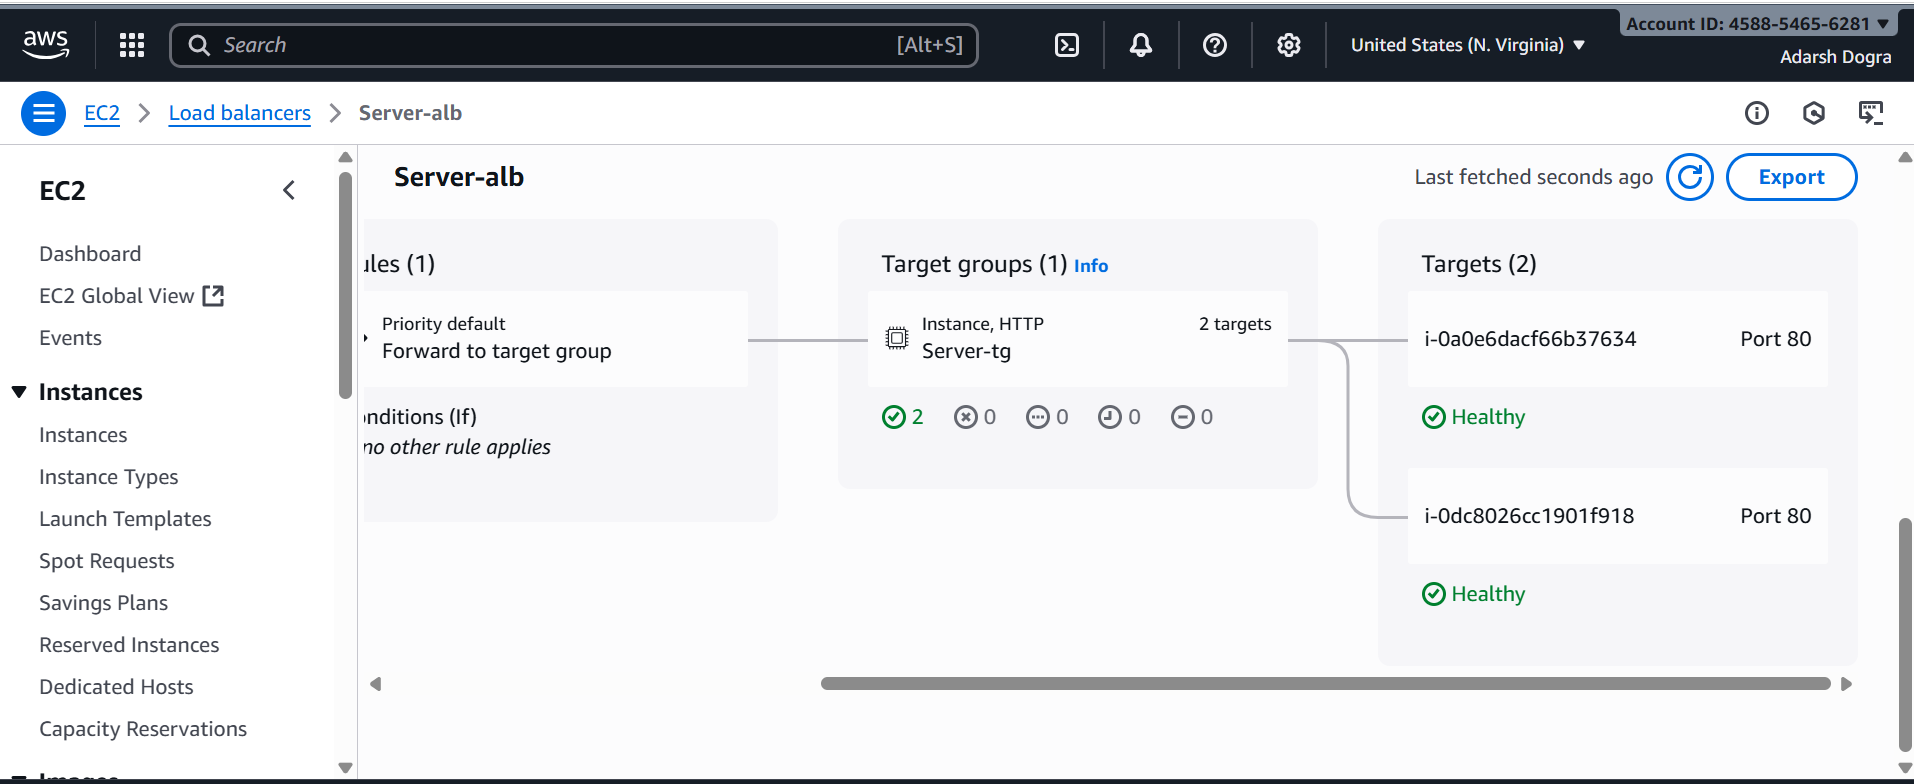 aws
Search
[Alt+S]
United States (N. Virginia)
Account ID: 4588-5465-6281
Adarsh Dogra
EC2
Load balancers
Server-alb
EC2
Dashboard
EC2 Global View
Events
Instances
Instances
Instance Types
Launch Templates
Spot Requests
Savings Plans
Reserved Instances
Dedicated Hosts
Capacity Reservations
Images
Server-alb
Last fetched seconds ago
Export
ules (1)
Priority default
Forward to target group
onditions (If)
no other rule applies
Target groups (1) Info
Instance, HTTP
2 targets
Server-tg
2
0
0
0
0
Targets (2)
i-0a0e6dacf66b37634
Port 80
Healthy
i-0dc8026cc1901f918
Port 80
Healthy